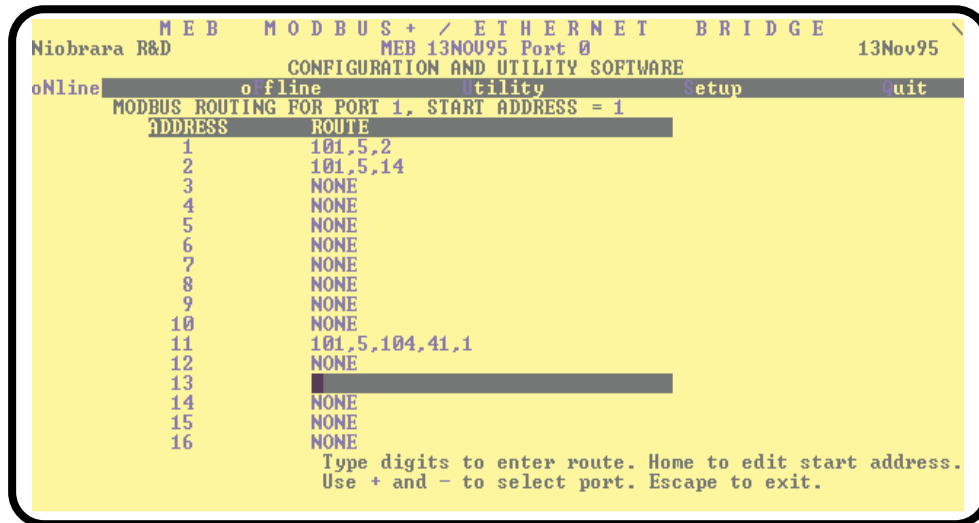 M E B   M O D B U S + / E T H E R N E T   B R I D G E \
Niobrara R&D MEB 13NOV95 Port 0 13Nov95
CONFIGURATION AND UTILITY SOFTWARE
oNline oFfline Utility Setup Quit
MODBUS ROUTING FOR PORT 1, START ADDRESS = 1
ADDRESS ROUTE
1 101,5,2
2 101,5,14
3 NONE
4 NONE
5 NONE
6 NONE
7 NONE
8 NONE
9 NONE
10 NONE
11 101,5,104,41,1
12 NONE
13
14 NONE
15 NONE
16 NONE
Type digits to enter route. Home to edit start address.
Use + and - to select port. Escape to exit.